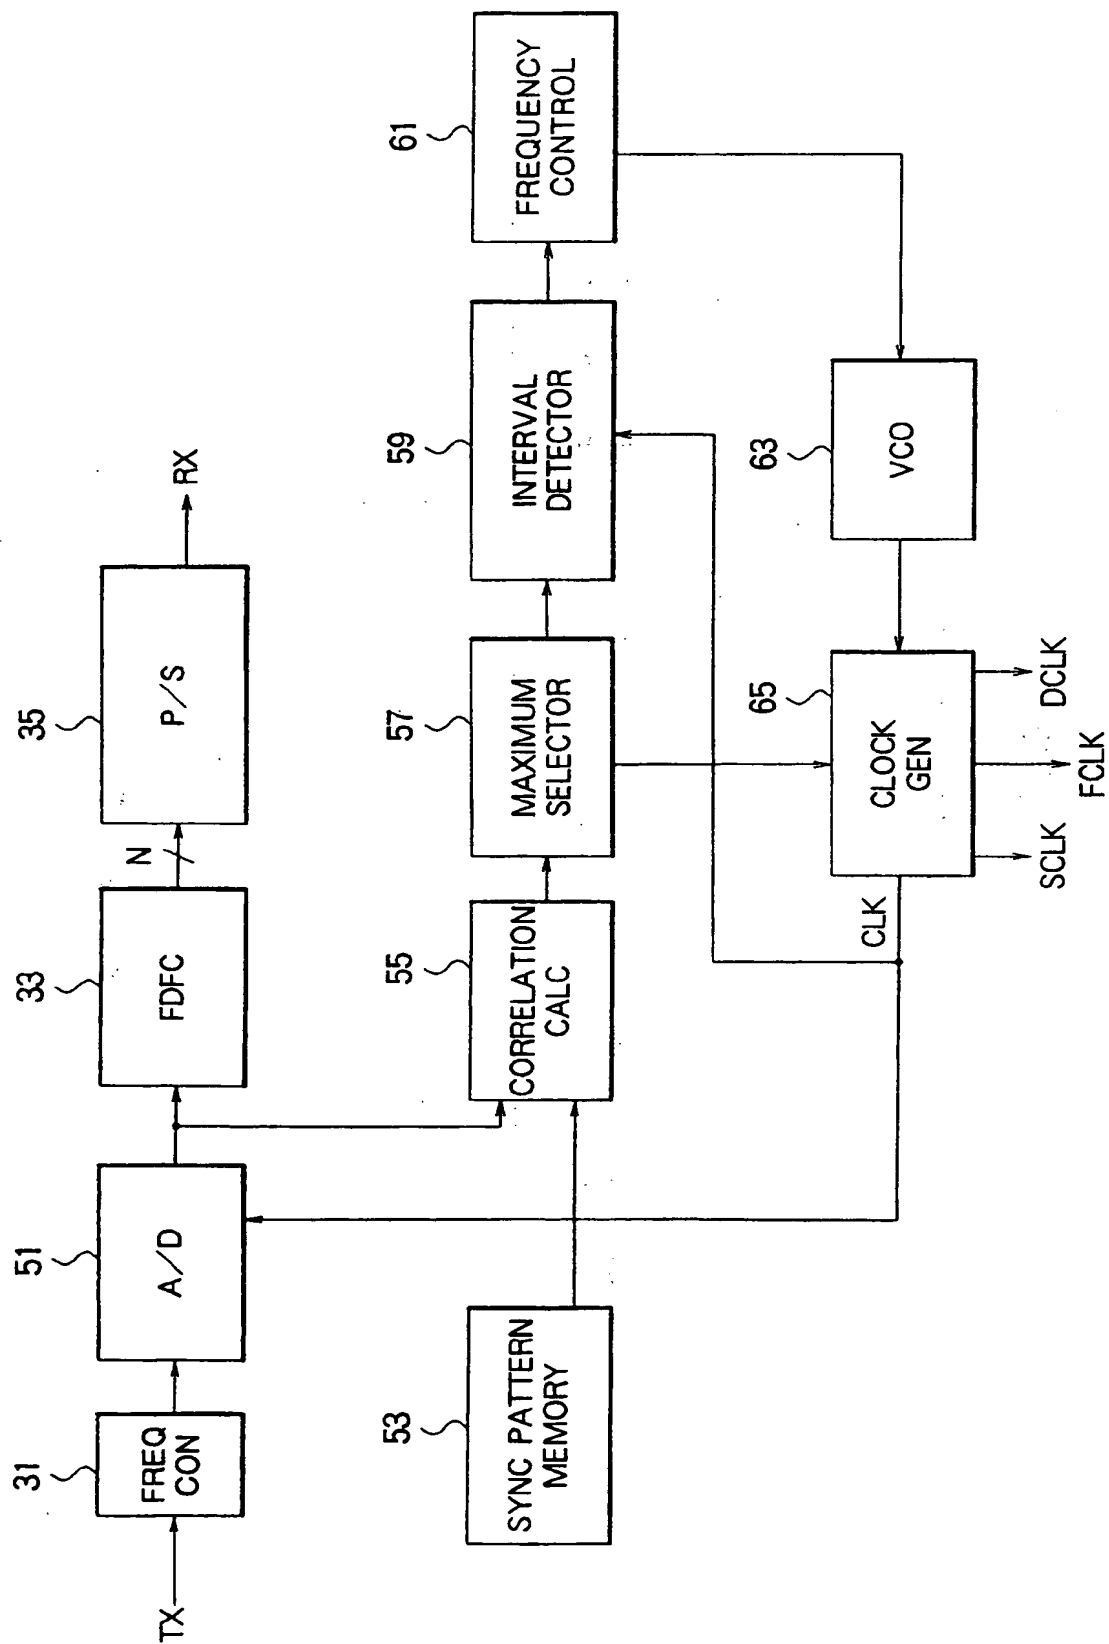 TX
31
FREQ
CON
51
A/D
33
FDFC
N
35
P/S
RX
53
SYNC PATTERN
MEMORY
55
CORRELATION
CALC
57
MAXIMUM
SELECTOR
59
INTERVAL
DETECTOR
61
FREQUENCY
CONTROL
CLK
65
CLOCK
GEN
63
VCO
SCLK
FCLK
DCLK